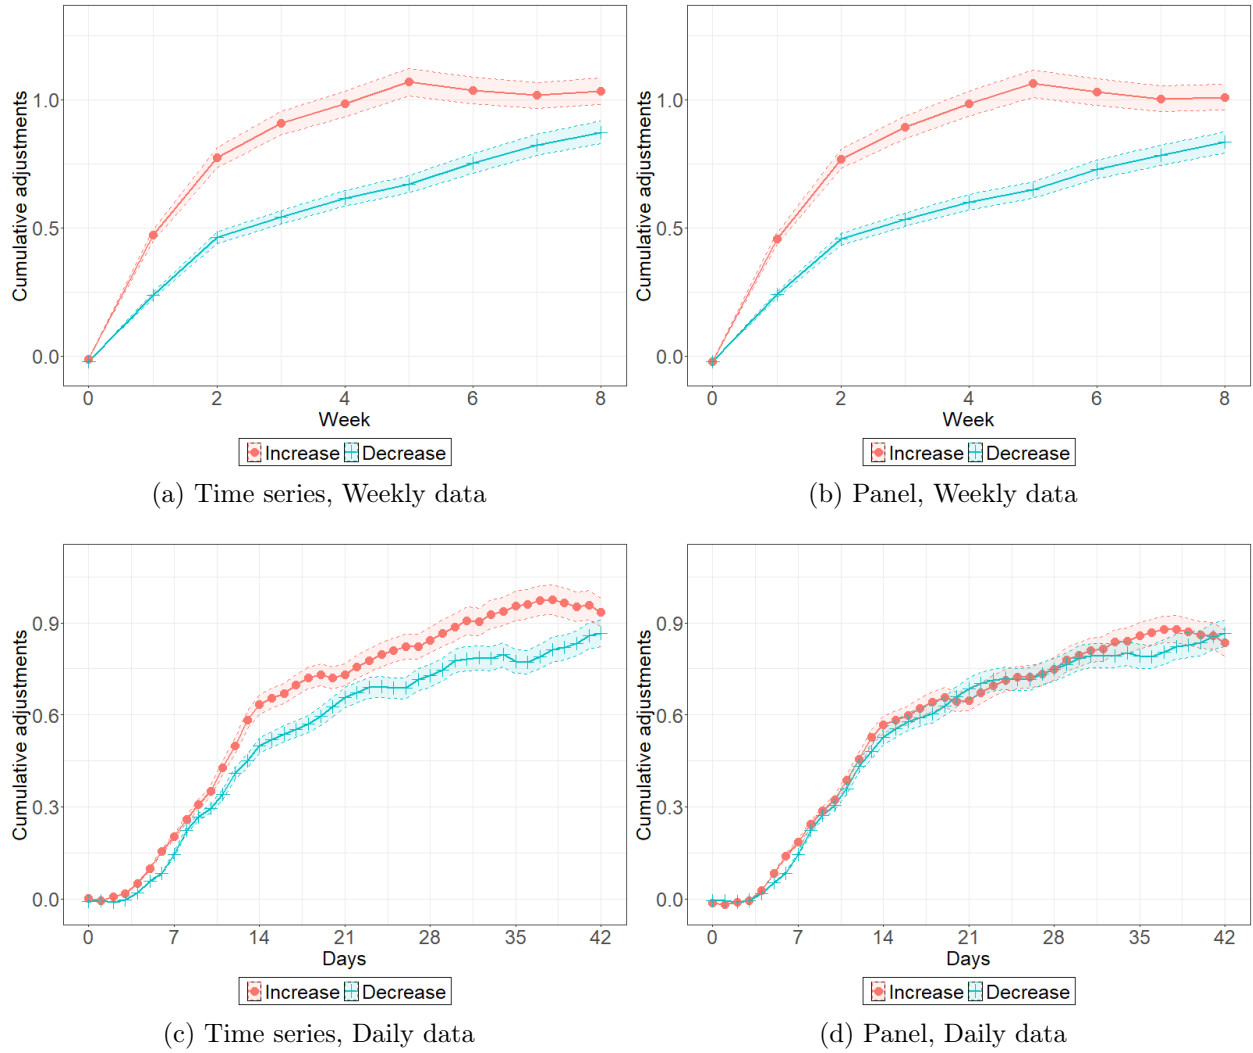 Cumulative adjustments
1.0
0.5
0.0
0 2 4 6 8
Week
Increase Decrease
(a) Time series, Weekly data
Cumulative adjustments
1.0
0.5
0.0
0 2 4 6 8
Week
Increase Decrease
(b) Panel, Weekly data
Cumulative adjustments
0.9
0.6
0.3
0.0
0 7 14 21 28 35 42
Days
Increase Decrease
(c) Time series, Daily data
Cumulative adjustments
0.9
0.6
0.3
0.0
0 7 14 21 28 35 42
Days
Increase Decrease
(d) Panel, Daily data